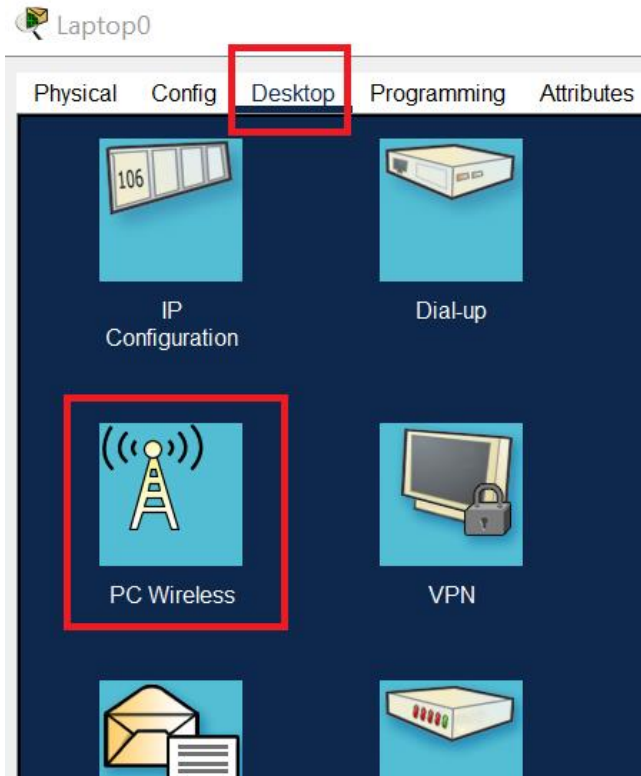 Laptop0
Physical Config Desktop Programming Attributes
106
IP
Configuration
Dial-up
PC Wireless
VPN